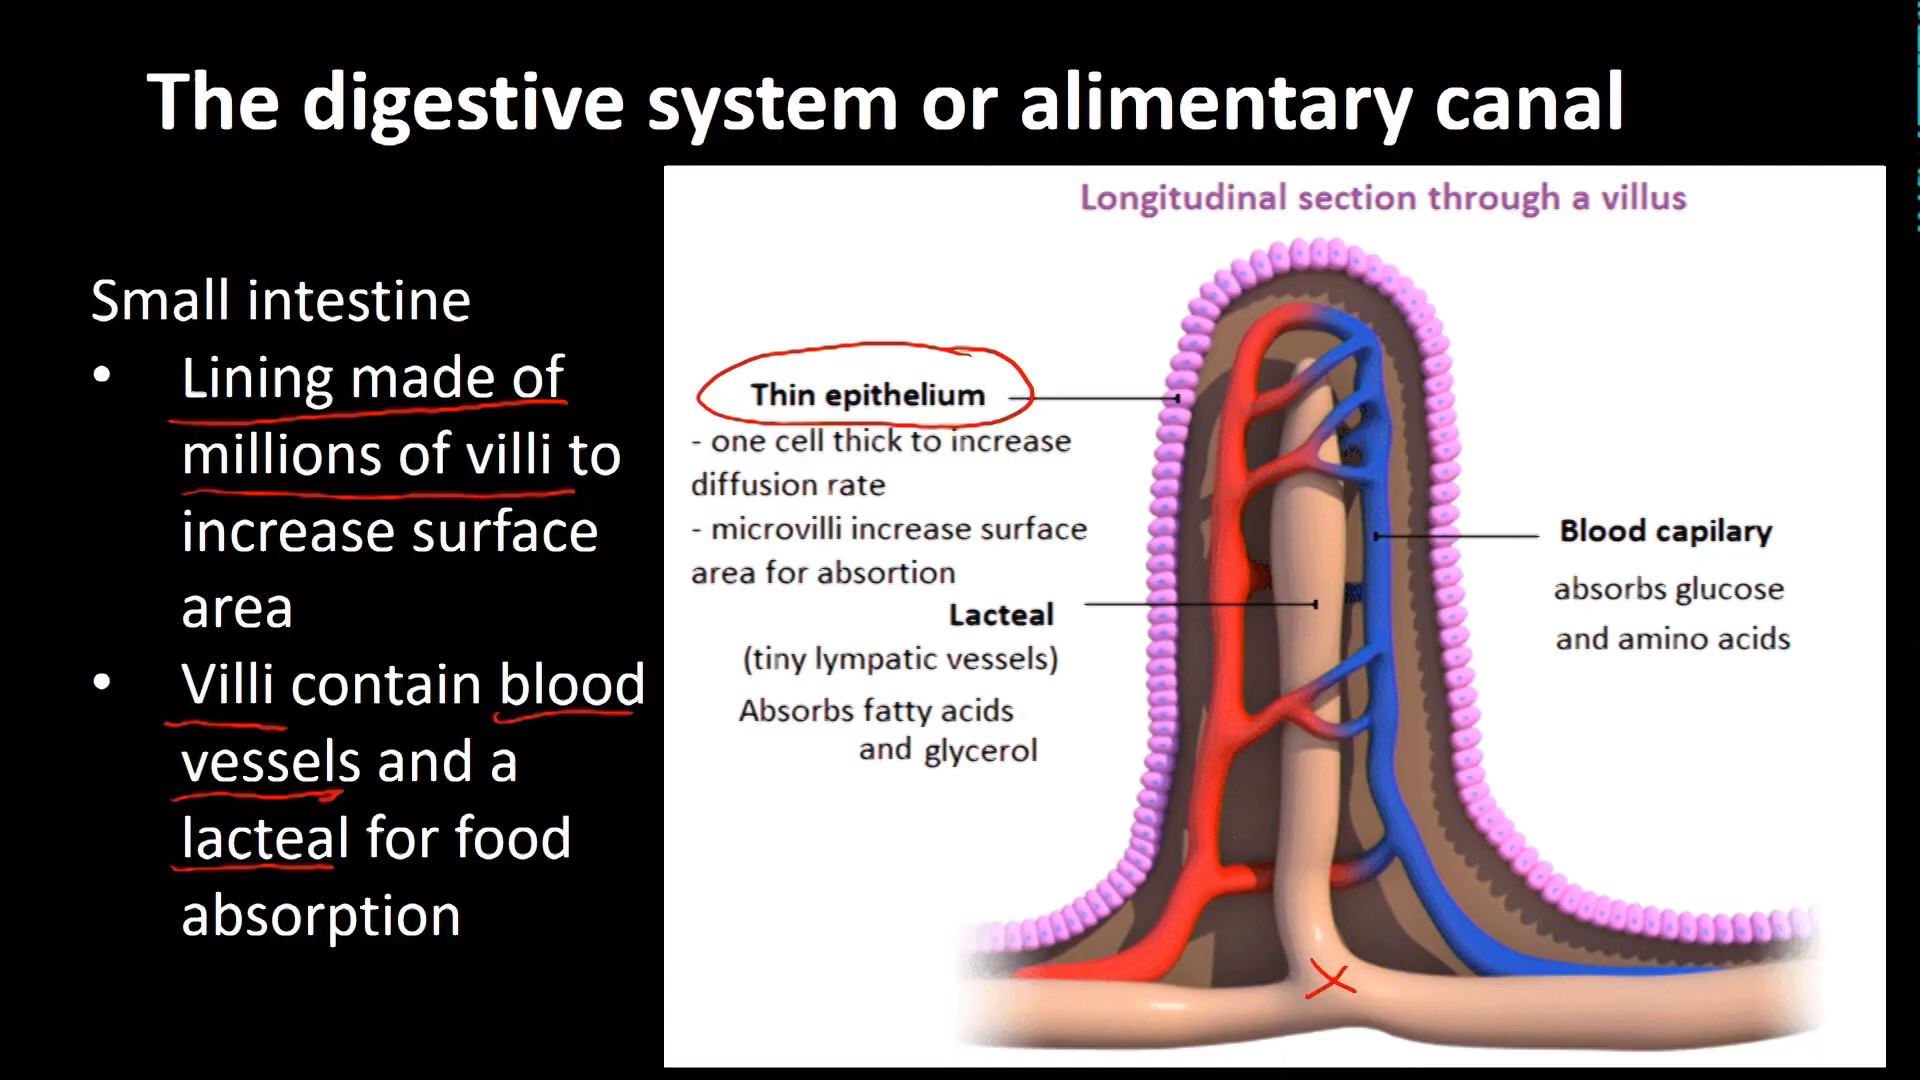 The digestive system or alimentary canal
Small intestine
• Lining made of
millions of villi to
increase surface
area
• Villi contain blood
vessels and a
lacteal for food
absorption
Longitudinal section through a villus
Thin epithelium
- one cell thick to increase
diffusion rate
- microvilli increase surface
area for absortion
Lacteal
(tiny lympatic vessels)
Absorbs fatty acids
and glycerol
Blood capilary
absorbs glucose
and amino acids